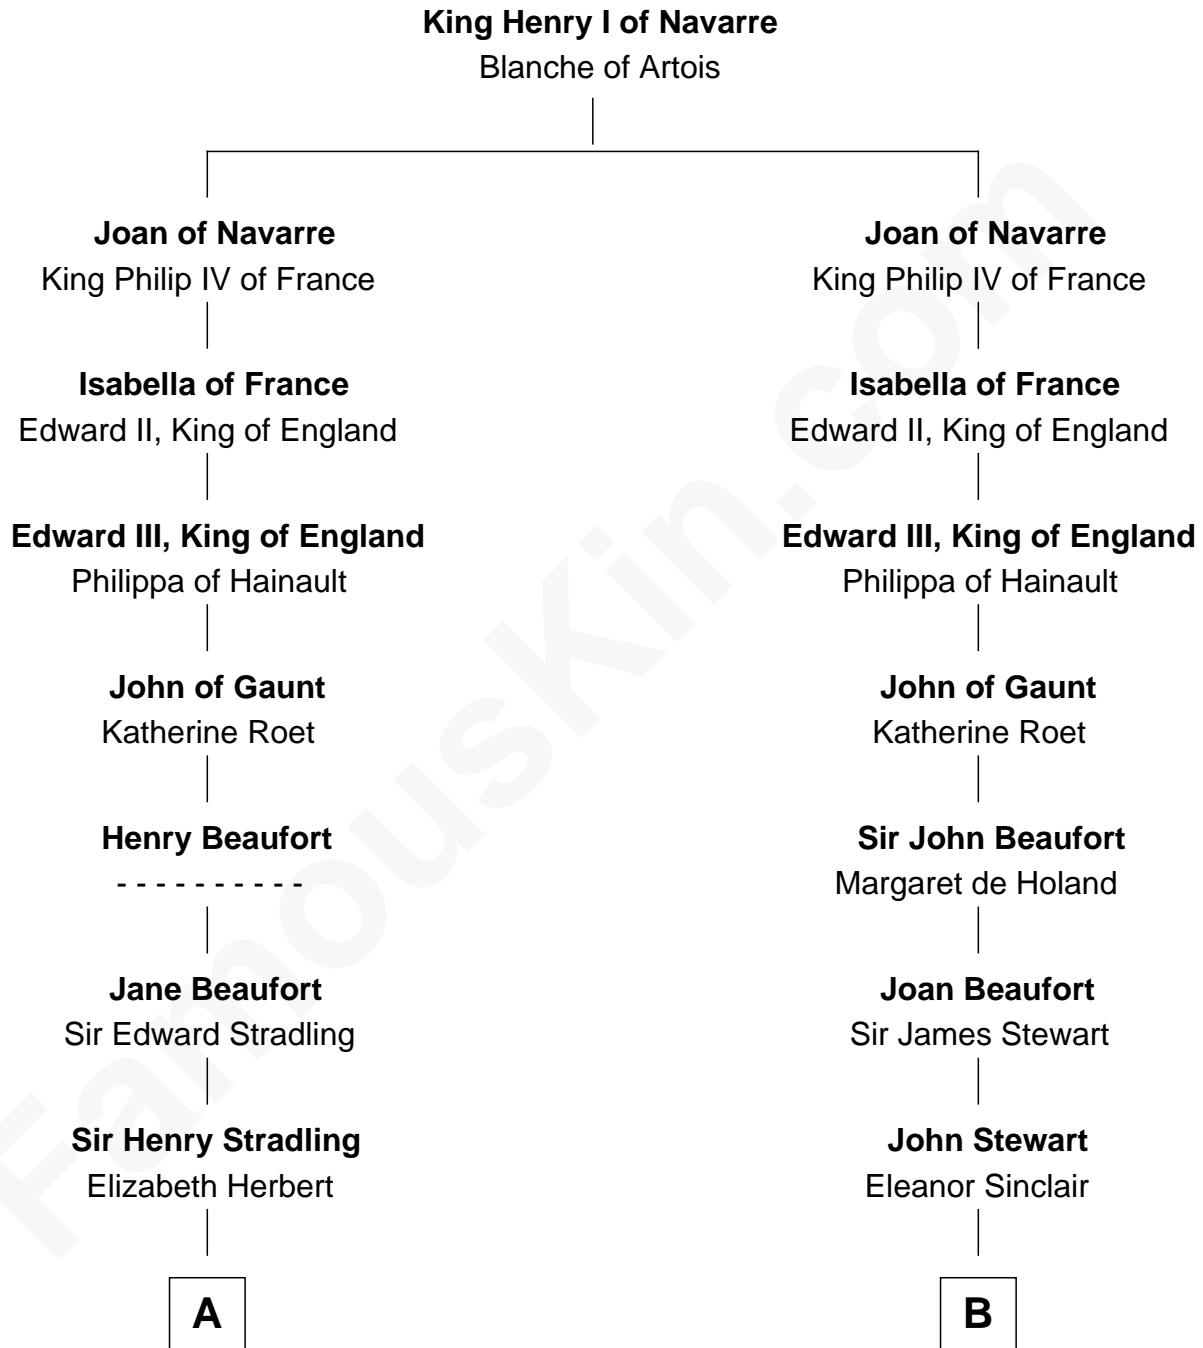 King Henry I of Navarre
Blanche of Artois
Joan of Navarre
King Philip IV of France
Joan of Navarre
King Philip IV of France
Isabella of France
Edward II, King of England
Isabella of France
Edward II, King of England
Edward III, King of England
Philippa of Hainault
Edward III, King of England
Philippa of Hainault
John of Gaunt
Katherine Roet
John of Gaunt
Katherine Roet
Henry Beaufort
- - - - - - - - - -
Sir John Beaufort
Margaret de Holand
Jane Beaufort
Sir Edward Stradling
Joan Beaufort
Sir James Stewart
Sir Henry Stradling
Elizabeth Herbert
John Stewart
Eleanor Sinclair
A
B
FamousKin.com